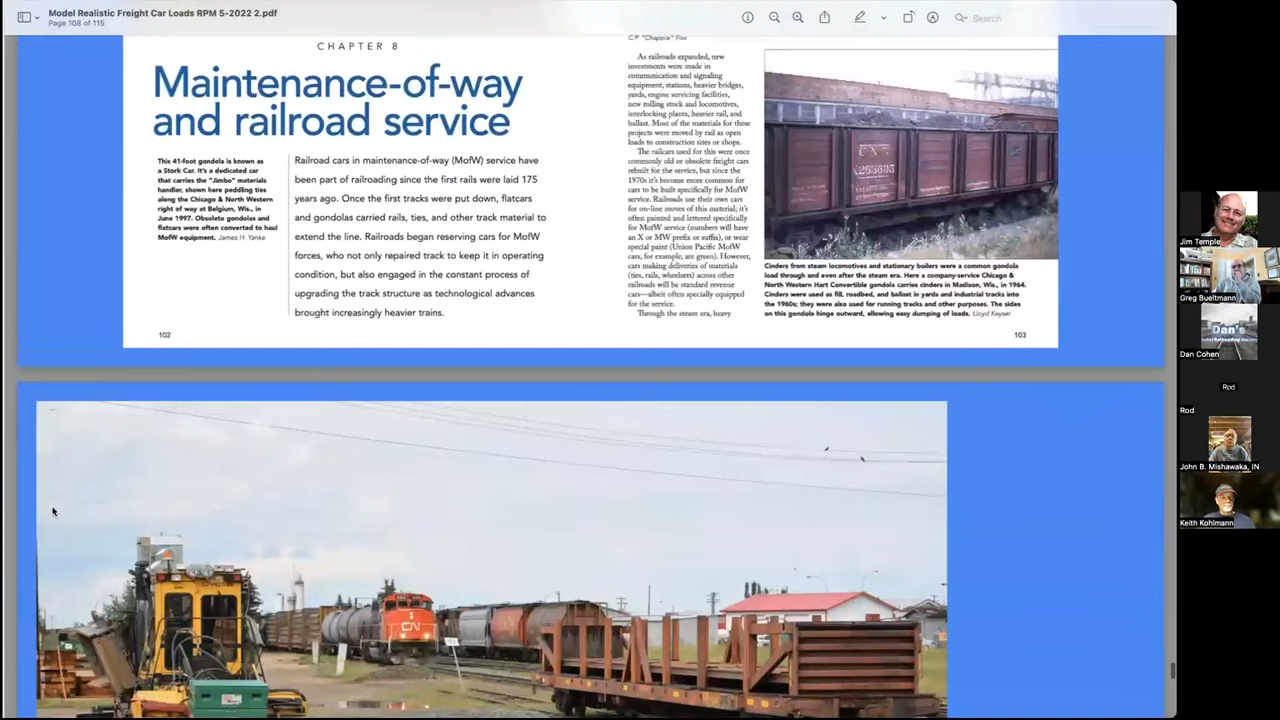 Model Realistic Freight Car Loads RPM 5-2022 2.pdf
Page 108 of 115
Search
CHAPTER 8
Maintenance-of-way
and railroad service
This 41-foot gondola is known as
a Stork Car. It's a dedicated car
that carries the "Jimbo" materials
handler, shown here peddling ties
along the Chicago & North Western
right of way at Belgium, Wis., in
June 1997. Obsolete gondolas and
flatcars were often converted to haul
MofW equipment. James H. Yanke
Railroad cars in maintenance-of-way (MofW) service have
been part of railroading since the first rails were laid 175
years ago. Once the first tracks were put down, flatcars
and gondolas carried rails, ties, and other track material to
extend the line. Railroads began reserving cars for MofW
forces, who not only repaired track to keep it in operating
condition, but also engaged in the constant process of
upgrading the track structure as technological advances
brought increasingly heavier trains.
102
C.P. "Chappie" Fox
As railroads expanded, new
investments were made in
communication and signaling
equipment, stations, heavier bridges,
yards, engine servicing facilities,
new rolling stock and locomotives,
interlocking plants, heavier rail, and
ballast. Most of the materials for these
projects were moved by rail as open
loads to construction sites or shops.
The railcars used for this were once
commonly old or obsolete freight cars
rebuilt for the service, but since the
1970s it's become more common for
cars to be built specifically for MofW
service. Railroads use their own cars
for on-line moves of this material; it's
often painted and lettered specifically
for MofW service (numbers will have
an X or MW prefix or suffix), or wear
special paint (Union Pacific MofW
cars, for example, are green). However,
cars making deliveries of materials
(ties, rails, wheelsets) across other
railroads will be standard revenue
cars—albeit often specially equipped
for the service.
Through the steam era, heavy
Cinders from steam locomotives and stationary boilers were a common gondola
load through and even after the steam era. Here a company-service Chicago &
North Western Hart Convertible gondola carries cinders in Madison, Wis., in 1964.
Cinders were used as fill, roadbed, and ballast in yards and industrial tracks into
the 1960s; they were also used for running tracks and other purposes. The sides
on this gondola hinge outward, allowing easy dumping of loads. Lloyd Keyser
103
CN
Jim Temple
Greg Bueltmann
Dan's
Model Railroading Journey
Dan Cohen
Rod
Rod
John B. Mishawaka, IN
Keith Kohlmann